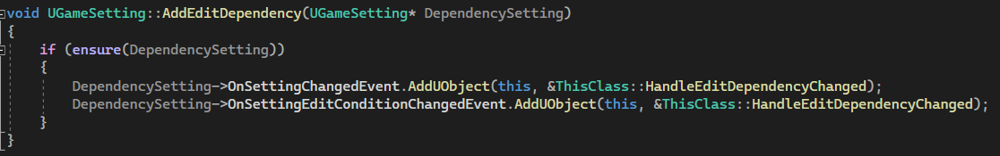 void UGameSetting::AddEditDependency(UGameSetting* DependencySetting)
{
if (ensure(DependencySetting))
{
DependencySetting->OnSettingChangedEvent.AddUObject(this, &ThisClass::HandleEditDependencyChanged);
DependencySetting->OnSettingEditConditionChangedEvent.AddUObject(this, &ThisClass::HandleEditDependencyChanged);
}
}